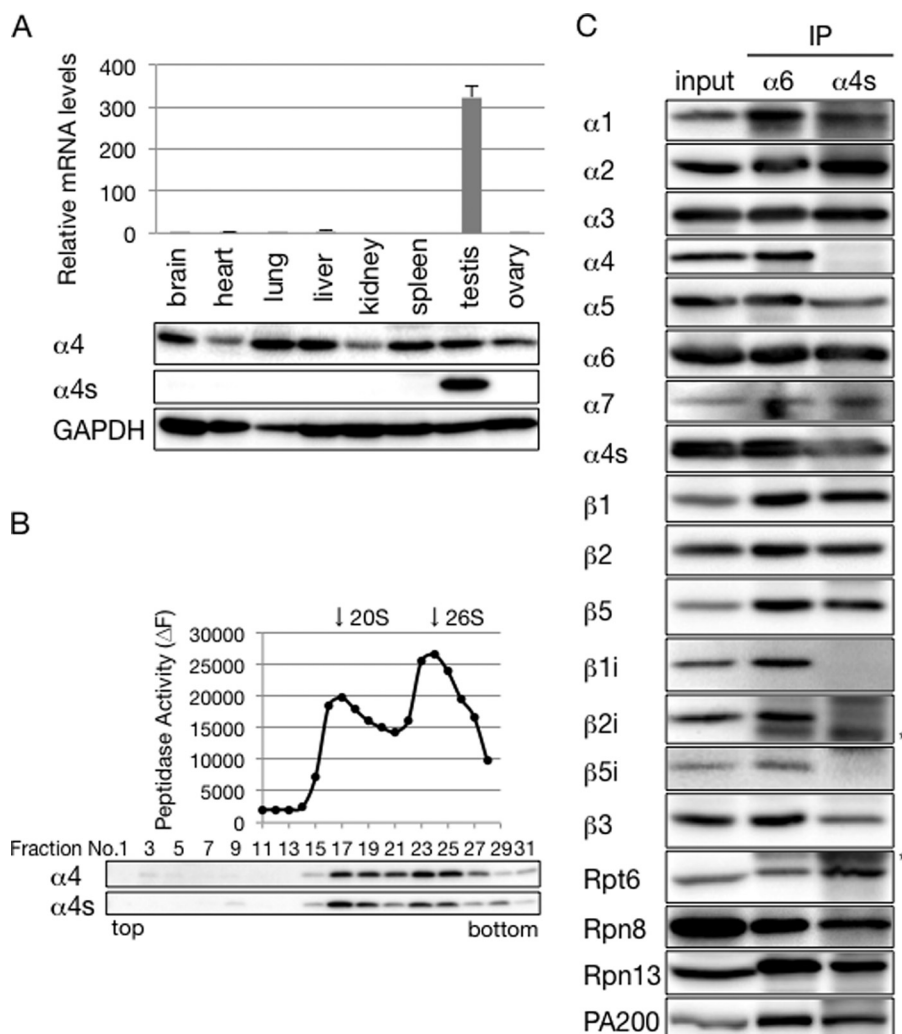 A
Relative mRNA levels
400
300
200
100
0
brain
heart
lung
liver
kidney
spleen
testis
ovary
α4
α4s
GAPDH
B
↓20S ↓26S
Peptidase Activity (ΔF)
30000
25000
20000
15000
10000
5000
0
Fraction No.1 3 5 7 9 11 13 15 17 19 21 23 25 27 29 31
α4
α4s
top bottom
C
IP
input α6 α4s
α1
α2
α3
α4
α5
α6
α7
α4s
β1
β2
β5
β1i
β2i *
β5i
β3
Rpt6 *
Rpn8
Rpn13
PA200